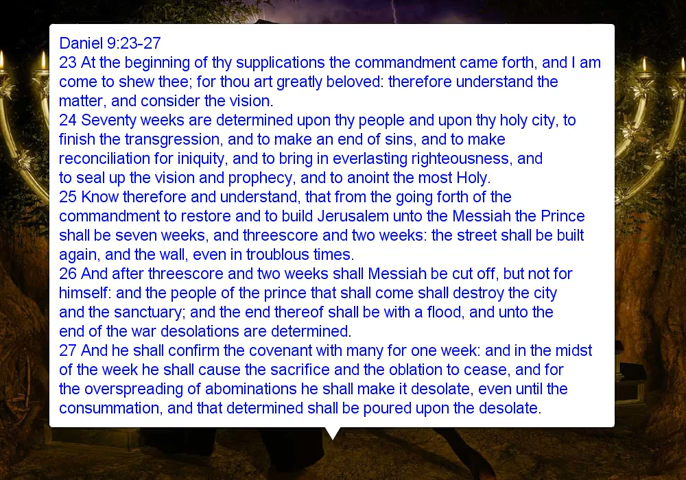 Daniel 9:23-27
23 At the beginning of thy supplications the commandment came forth, and I am
come to shew thee; for thou art greatly beloved: therefore understand the
matter, and consider the vision.
24 Seventy weeks are determined upon thy people and upon thy holy city, to
finish the transgression, and to make an end of sins, and to make
reconciliation for iniquity, and to bring in everlasting righteousness, and
to seal up the vision and prophecy, and to anoint the most Holy.
25 Know therefore and understand, that from the going forth of the
commandment to restore and to build Jerusalem unto the Messiah the Prince
shall be seven weeks, and threescore and two weeks: the street shall be built
again, and the wall, even in troublous times.
26 And after threescore and two weeks shall Messiah be cut off, but not for
himself: and the people of the prince that shall come shall destroy the city
and the sanctuary; and the end thereof shall be with a flood, and unto the
end of the war desolations are determined.
27 And he shall confirm the covenant with many for one week: and in the midst
of the week he shall cause the sacrifice and the oblation to cease, and for
the overspreading of abominations he shall make it desolate, even until the
consummation, and that determined shall be poured upon the desolate.